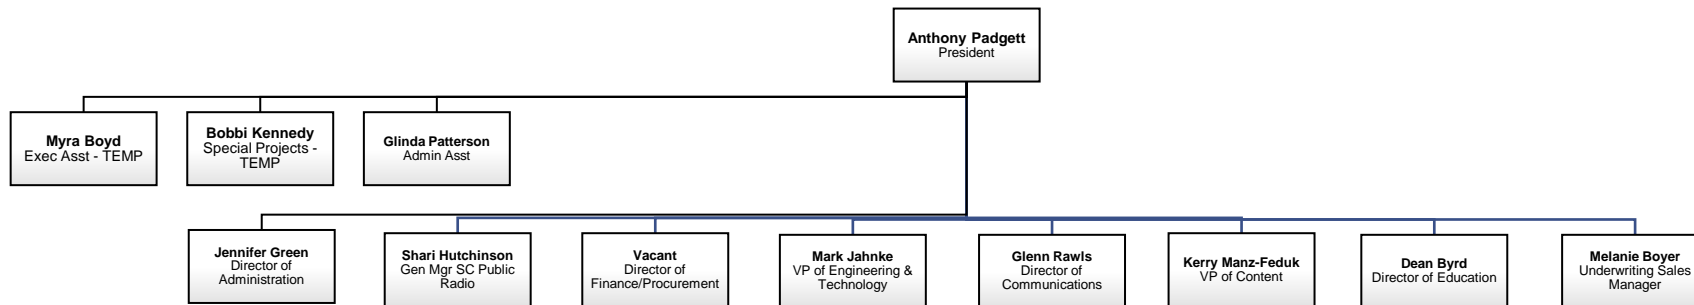 Anthony Padgett
President
Myra Boyd
Exec Asst - TEMP
Bobbi Kennedy
Special Projects -
TEMP
Glinda Patterson
Admin Asst
Jennifer Green
Director of
Administration
Shari Hutchinson
Gen Mgr SC Public
Radio
Vacant
Director of
Finance/Procurement
Mark Jahnke
VP of Engineering &
Technology
Glenn Rawls
Director of
Communications
Kerry Manz-Feduk
VP of Content
Dean Byrd
Director of Education
Melanie Boyer
Underwriting Sales
Manager